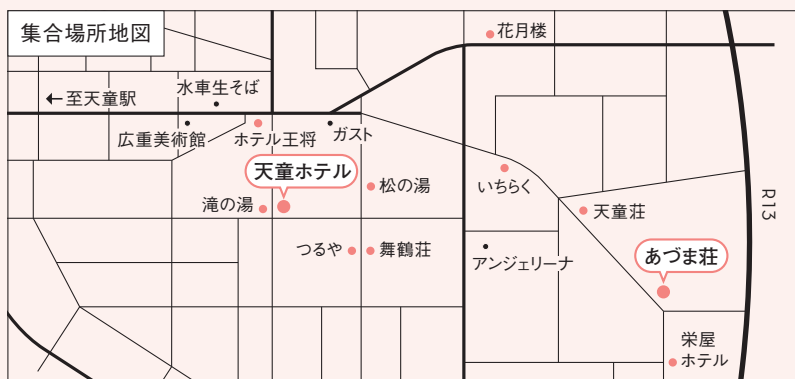 集合場所地図
花月楼
水車生そば
←至天童駅
広重美術館
ホテル王将
ガスト
天童ホテル
松の湯
いちらく
滝の湯
天童荘
R13
つるや
舞鶴荘
アンジェリーナ
あづま荘
栄屋
ホテル